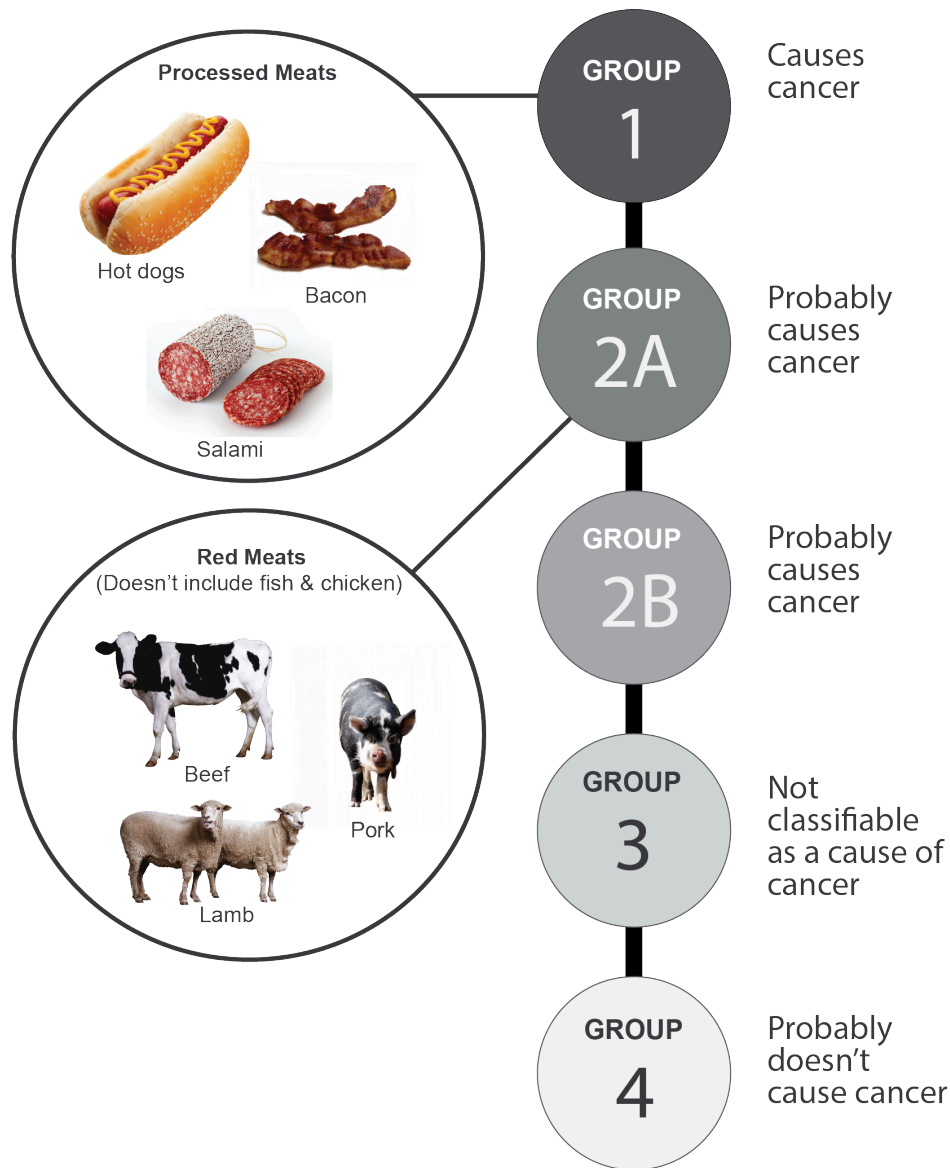 Processed Meats
Hot dogs
Bacon
Salami
GROUP
1
Causes
cancer
GROUP
2A
Probably
causes
cancer
Red Meats
(Doesn't include fish & chicken)
Beef
Pork
Lamb
GROUP
2B
Probably
causes
cancer
GROUP
3
Not
classifiable
as a cause of
cancer
GROUP
4
Probably
doesn't
cause cancer